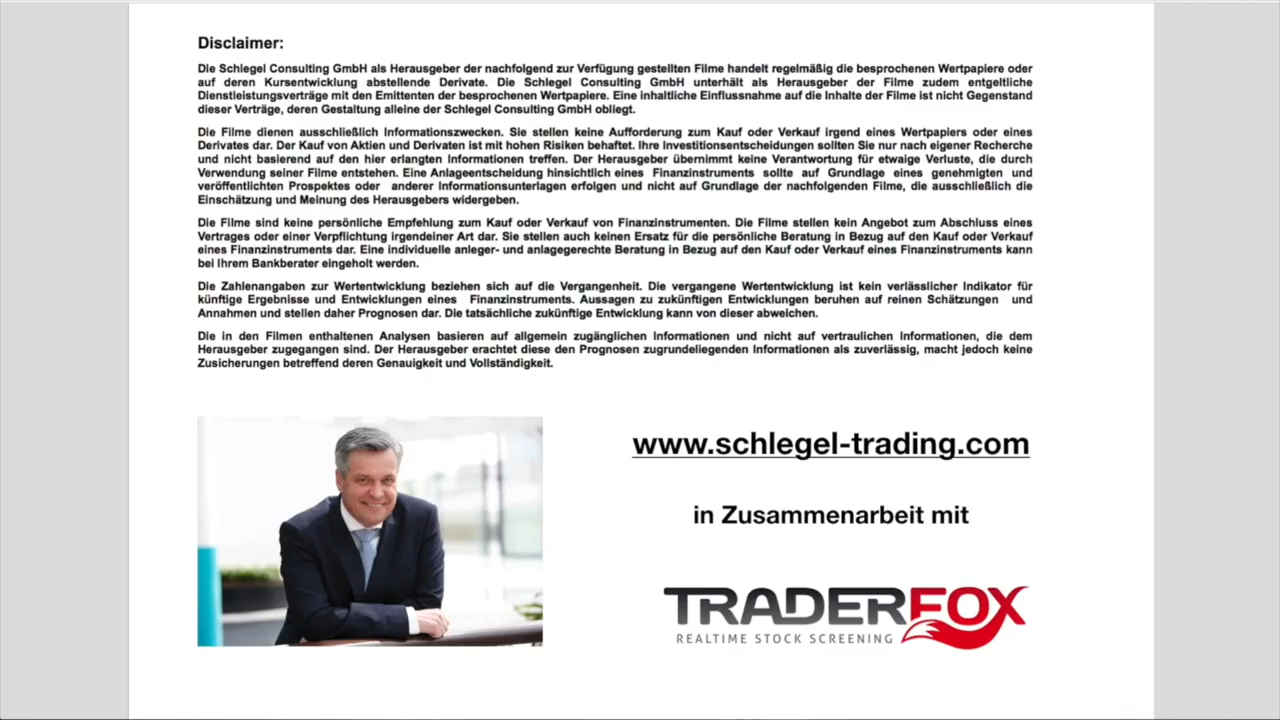 Disclaimer:
Die Schlegel Consulting GmbH als Herausgeber der nachfolgend zur Verfügung gestellten Filme handelt regelmäßig die besprochenen Wertpapiere oder
auf deren Kursentwicklung abstellende Derivate. Die Schlegel Consulting GmbH unterhält als Herausgeber der Filme zudem entgeltliche
Dienstleistungsverträge mit den Emittenten der besprochenen Wertpapiere. Eine inhaltliche Einflussnahme auf die Inhalte der Filme ist nicht Gegenstand
dieser Verträge, deren Gestaltung alleine der Schlegel Consulting GmbH obliegt.
Die Filme dienen ausschließlich Informationszwecken. Sie stellen keine Aufforderung zum Kauf oder Verkauf irgend eines Wertpapiers oder eines
Derivates dar. Der Kauf von Aktien und Derivaten ist mit hohen Risiken behaftet. Ihre Investitionsentscheidungen sollten Sie nur nach eigener Recherche
und nicht basierend auf den hier erlangten Informationen treffen. Der Herausgeber übernimmt keine Verantwortung für etwaige Verluste, die durch
Verwendung seiner Filme entstehen. Eine Anlageentscheidung hinsichtlich eines Finanzinstruments sollte auf Grundlage eines genehmigten und
veröffentlichten Prospektes oder anderer Informationsunterlagen erfolgen und nicht auf Grundlage der nachfolgenden Filme, die ausschließlich die
Einschätzung und Meinung des Herausgebers widergeben.
Die Filme sind keine persönliche Empfehlung zum Kauf oder Verkauf von Finanzinstrumenten. Die Filme stellen kein Angebot zum Abschluss eines
Vertrages oder einer Verpflichtung irgendeiner Art dar. Sie stellen auch keinen Ersatz für die persönliche Beratung in Bezug auf den Kauf oder Verkauf
eines Finanzinstruments dar. Eine individuelle anleger- und anlagegerechte Beratung in Bezug auf den Kauf oder Verkauf eines Finanzinstruments kann
bei Ihrem Bankberater eingeholt werden.
Die Zahlenangaben zur Wertentwicklung beziehen sich auf die Vergangenheit. Die vergangene Wertentwicklung ist kein verlässlicher Indikator für
künftige Ergebnisse und Entwicklungen eines Finanzinstruments. Aussagen zu zukünftigen Entwicklungen beruhen auf reinen Schätzungen und
Annahmen und stellen daher Prognosen dar. Die tatsächliche zukünftige Entwicklung kann von dieser abweichen.
Die in den Filmen enthaltenen Analysen basieren auf allgemein zugänglichen Informationen und nicht auf vertraulichen Informationen, die dem
Herausgeber zugegangen sind. Der Herausgeber erachtet diese den Prognosen zugrundeliegenden Informationen als zuverlässig, macht jedoch keine
Zusicherungen betreffend deren Genauigkeit und Vollständigkeit.
www.schlegel-trading.com
in Zusammenarbeit mit
TRADERFOX
REALTIME STOCK SCREENING